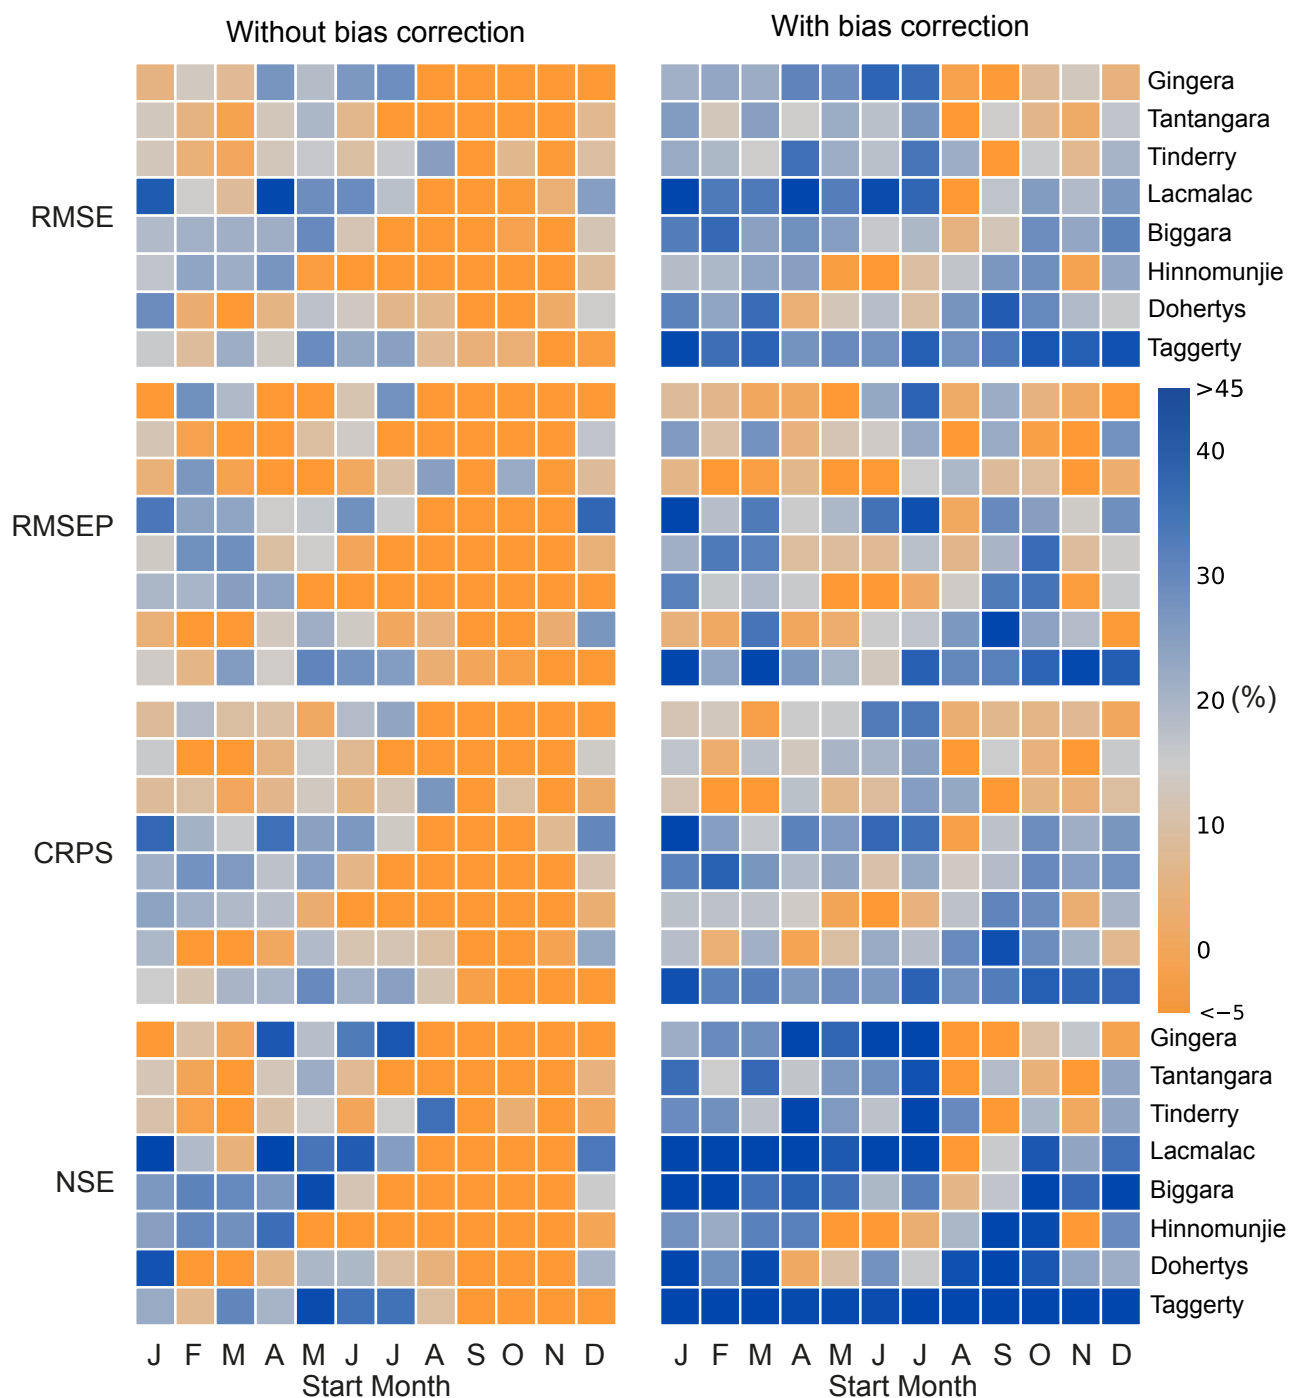 Without bias correction
With bias correction
RMSE
Gingera
Tantangara
Tinderry
Lacmalac
Biggara
Hinnomunjie
Dohertys
Taggerty
RMSEP
>45
40
30
20 (%)
10
0
<−5
CRPS
NSE
Gingera
Tantangara
Tinderry
Lacmalac
Biggara
Hinnomunjie
Dohertys
Taggerty
J F M A M J J A S O N D
J F M A M J J A S O N D
Start Month
Start Month